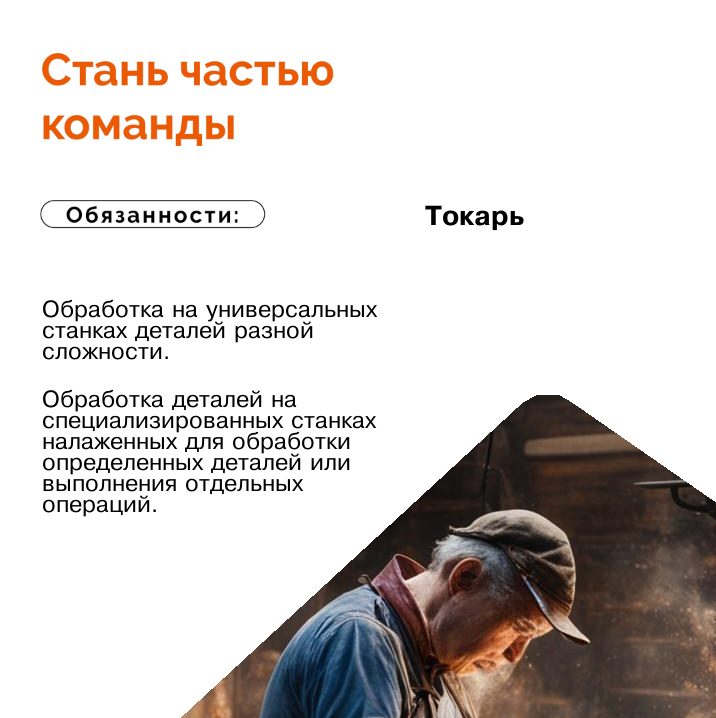 Стань частью
команды
Обязанности:
Токарь
Обработка на универсальных
станках деталей разной
сложности.
Обработка деталей на
специализированных станках
налаженных для обработки
определенных деталей или
выполнения отдельных
операций.